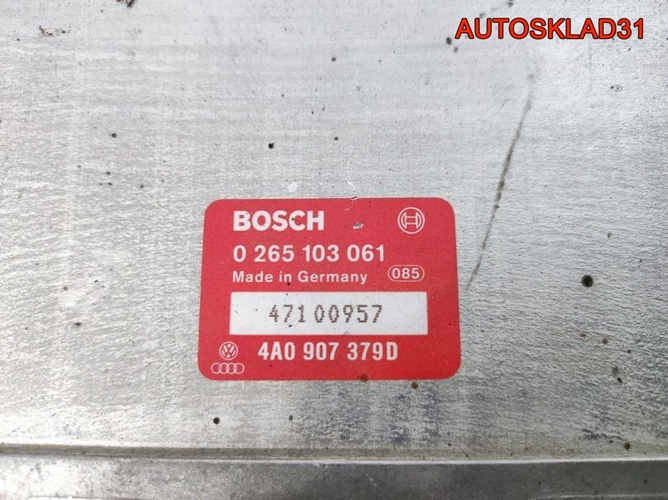 AUTOSKLAD31
BOSCH
0 265 103 061
Made in Germany 085
47100957
4A0 907 379D